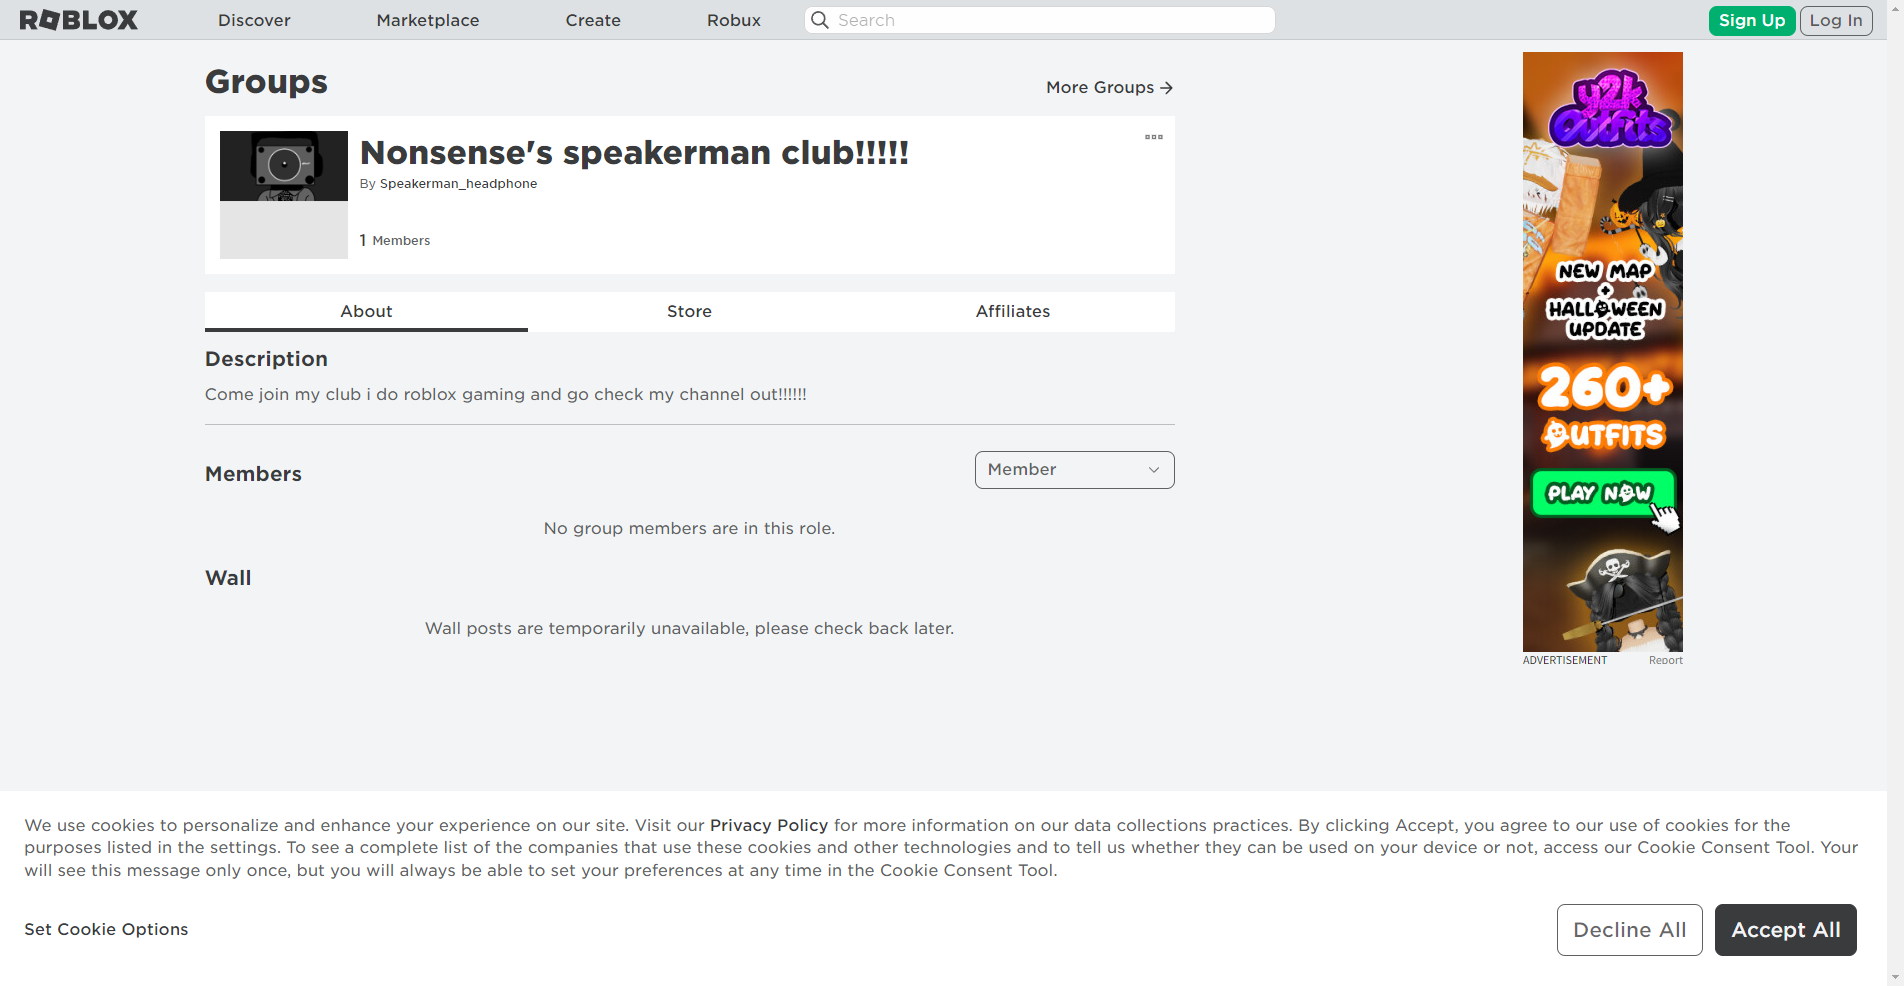 ROBLOX
Discover
Marketplace
Create
Robux
Search
Sign Up
Log In
Groups
More Groups
Nonsense's speakerman club!!!!!
By Speakerman_headphone
1 Members
About
Store
Affiliates
Description
Come join my club i do roblox gaming and go check my channel out!!!!!!
Members
Member
No group members are in this role.
Wall
Wall posts are temporarily unavailable, please check back later.
y2k
Outfits
NEW MAP
+
HALLOWEEN
UPDATE
260+
OUTFITS
PLAY NOW
ADVERTISEMENT
Report
We use cookies to personalize and enhance your experience on our site. Visit our Privacy Policy for more information on our data collections practices. By clicking Accept, you agree to our use of cookies for the
purposes listed in the settings. To see a complete list of the companies that use these cookies and other technologies and to tell us whether they can be used on your device or not, access our Cookie Consent Tool. Your
will see this message only once, but you will always be able to set your preferences at any time in the Cookie Consent Tool.
Set Cookie Options
Decline All
Accept All